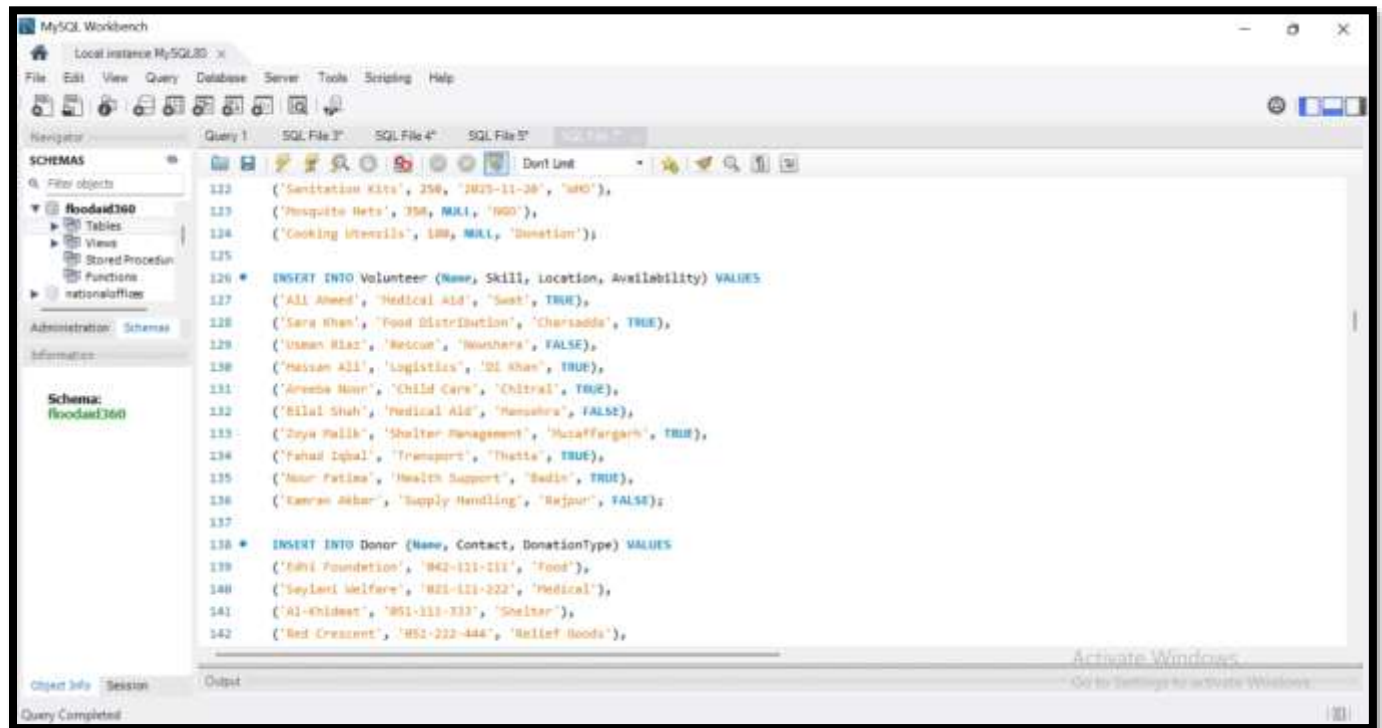 MySQL Workbench
Local instance MySQL80 ×
File Edit View Query Database Server Tools Scripting Help
Navigator
Query 1 SQL File 3* SQL File 4* SQL File 5*
SCHEMAS
Don't Limit
Filter objects
floodaid360
Tables
Views
Stored Procedun
Functions
nationaloffices
Administration Schemas
Information
Schema:
floodaid360
122 ('Sanitation Kits', 250, '2025-11-20', 'WHO'),
123 ('Mosquito Nets', 350, NULL, 'NGO'),
124 ('Cooking Utensils', 180, NULL, 'Donation');
125
126 INSERT INTO Volunteer (Name, Skill, Location, Availability) VALUES
127 ('Ali Ahmed', 'Medical Aid', 'Swat', TRUE),
128 ('Sara Khan', 'Food Distribution', 'Charsadda', TRUE),
129 ('Usman Riaz', 'Rescue', 'Nowshera', FALSE),
130 ('Hassan Ali', 'Logistics', 'DI Khan', TRUE),
131 ('Areeba Noor', 'Child Care', 'Chitral', TRUE),
132 ('Bilal Shah', 'Medical Aid', 'Mansehra', FALSE),
133 ('Zoya Malik', 'Shelter Management', 'Muzaffargarh', TRUE),
134 ('Fahad Iqbal', 'Transport', 'Thatta', TRUE),
135 ('Noor Fatima', 'Health Support', 'Badin', TRUE),
136 ('Kamran Akbar', 'Supply Handling', 'Rajpur', FALSE);
137
138 INSERT INTO Donor (Name, Contact, DonationType) VALUES
139 ('Edhi Foundation', '042-111-111', 'Food'),
140 ('Saylani Welfare', '021-111-222', 'Medical'),
141 ('Al-Khidmat', '051-111-333', 'Shelter'),
142 ('Red Crescent', '051-222-444', 'Relief Goods'),
Activate Windows
Go to Settings to activate Windows.
Object Info Session
Output
Query Completed